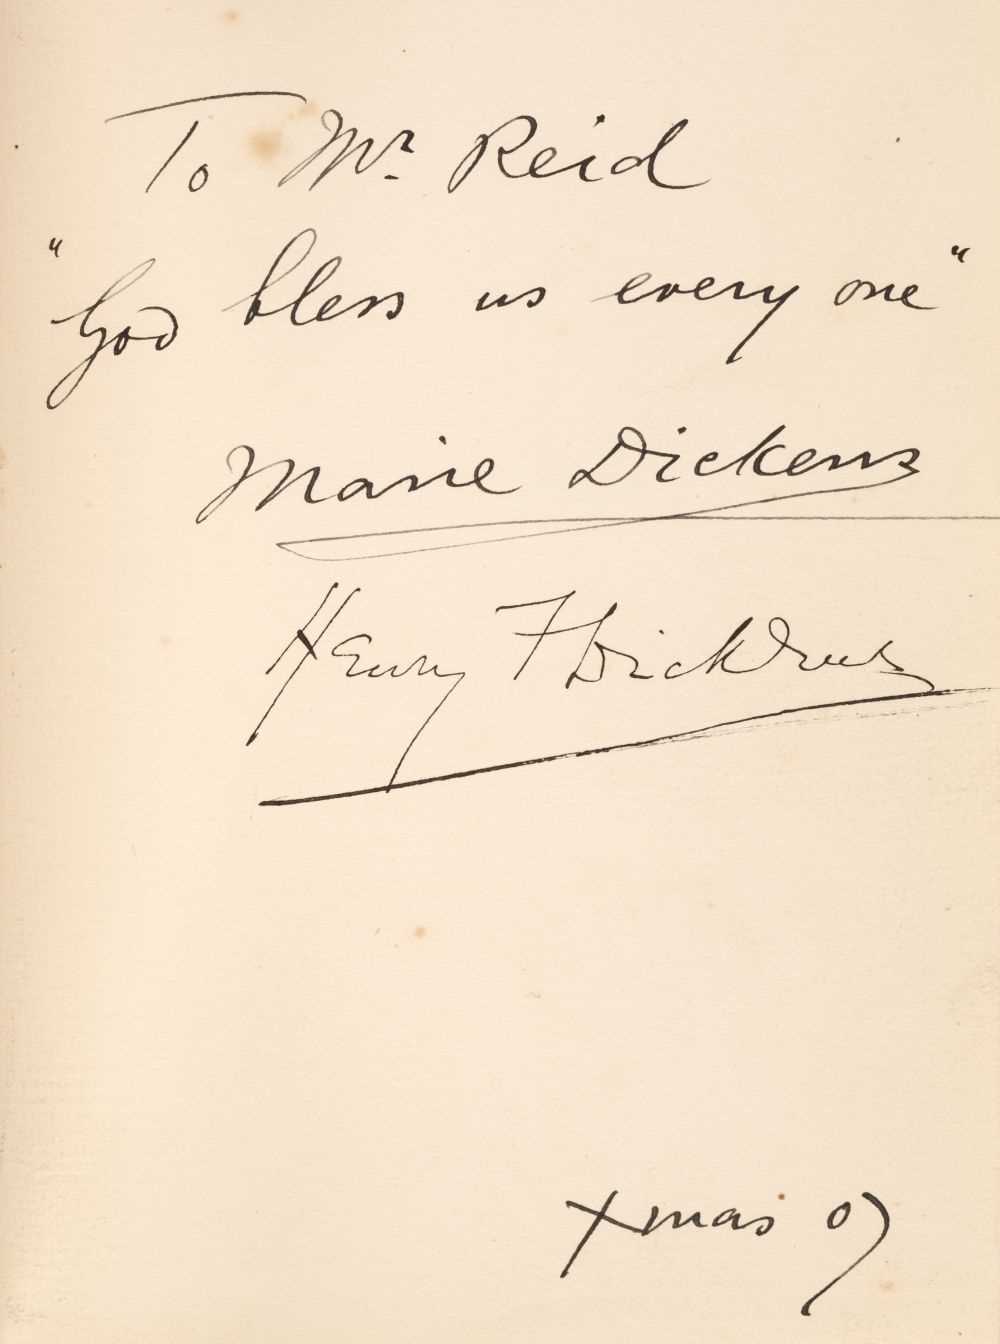 To Mr. Reid
"God bless us every one"
Marie Dickens
Henry F Dickens
Xmas 07